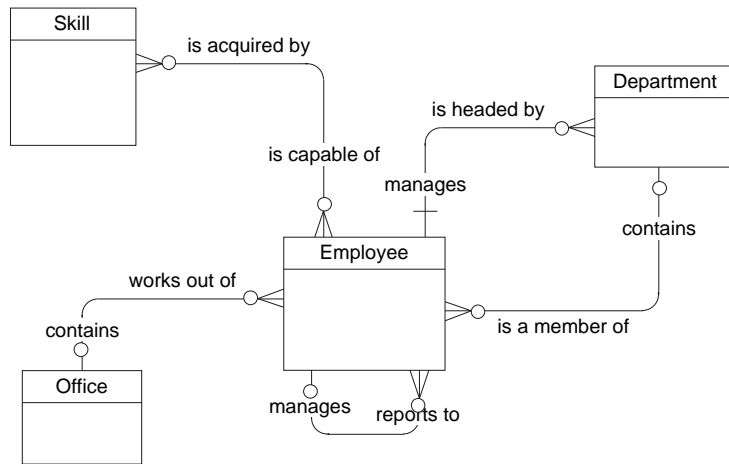 Skill
is acquired by
Department
is headed by
is capable of
manages
contains
Employee
works out of
contains
is a member of
Office
manages
reports to